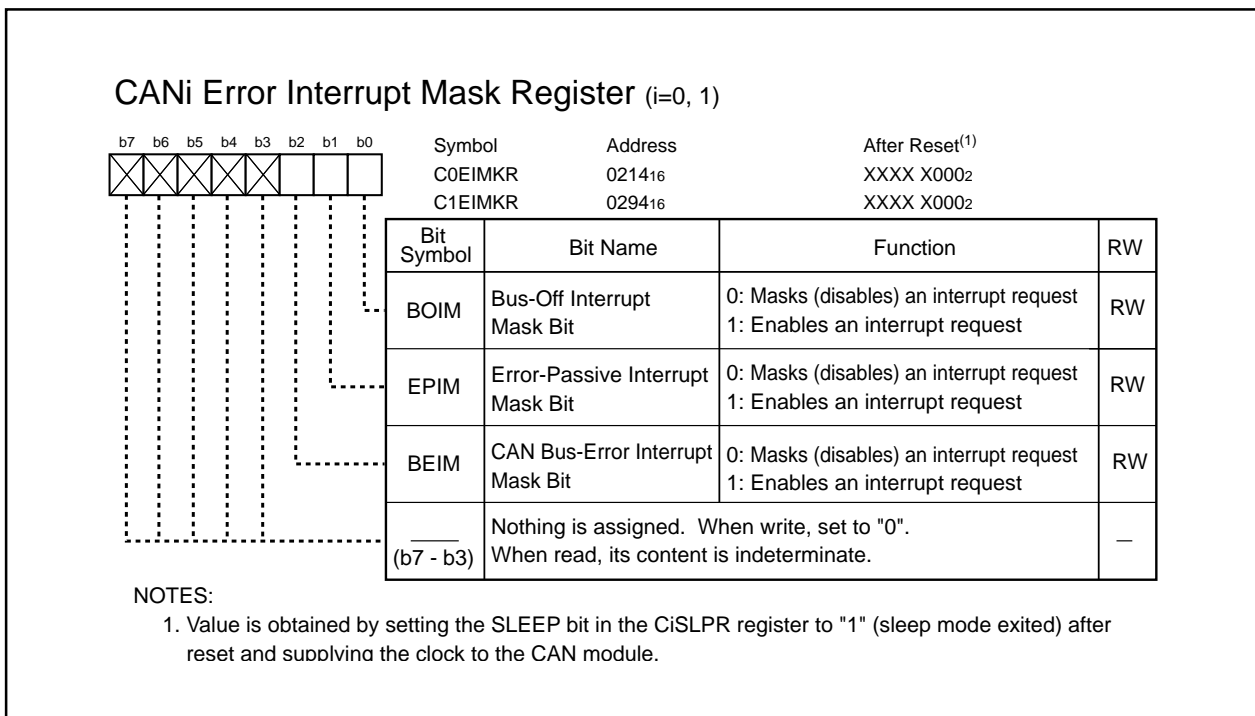 CANi Error Interrupt Mask Register (i=0, 1)
b7 b6 b5 b4 b3 b2 b1 b0
Symbol Address After Reset(1)
C0EIMKR 021416 XXXX X0002
C1EIMKR 029416 XXXX X0002
Bit Symbol Bit Name Function RW
BOIM Bus-Off Interrupt Mask Bit 0: Masks (disables) an interrupt request 1: Enables an interrupt request RW
EPIM Error-Passive Interrupt Mask Bit 0: Masks (disables) an interrupt request 1: Enables an interrupt request RW
BEIM CAN Bus-Error Interrupt Mask Bit 0: Masks (disables) an interrupt request 1: Enables an interrupt request RW
(b7 - b3) Nothing is assigned. When write, set to "0". When read, its content is indeterminate. —
NOTES:
1. Value is obtained by setting the SLEEP bit in the CiSLPR register to "1" (sleep mode exited) after
reset and supplying the clock to the CAN module.